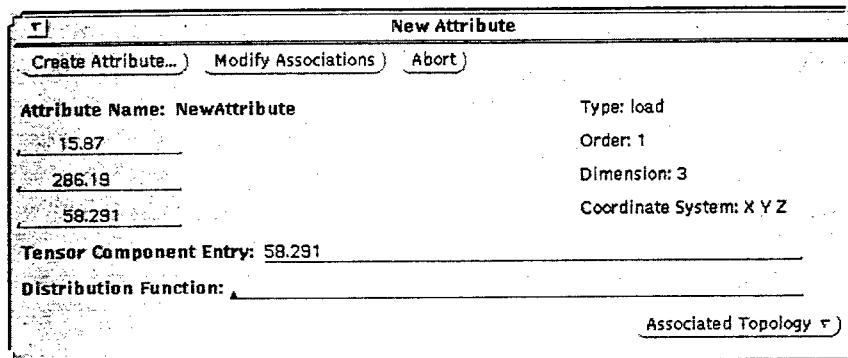 New Attribute
Create Attribute... Modify Associations Abort
Attribute Name: NewAttribute Type: load
15.87 Order: 1
286.19 Dimension: 3
58.291 Coordinate System: X Y Z
Tensor Component Entry: 58.291
Distribution Function:
Associated Topology